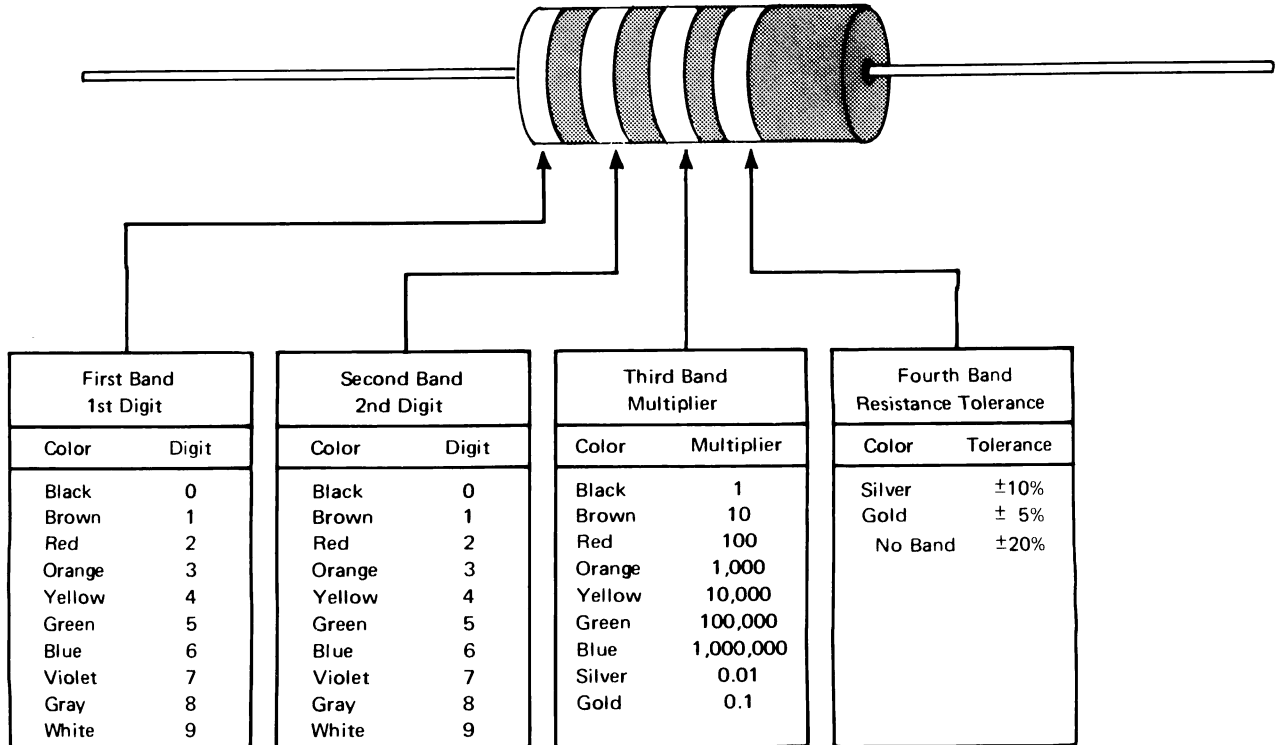 First Band
1st Digit
Color Digit
Black 0
Brown 1
Red 2
Orange 3
Yellow 4
Green 5
Blue 6
Violet 7
Gray 8
White 9
Second Band
2nd Digit
Color Digit
Black 0
Brown 1
Red 2
Orange 3
Yellow 4
Green 5
Blue 6
Violet 7
Gray 8
White 9
Third Band
Multiplier
Color Multiplier
Black 1
Brown 10
Red 100
Orange 1,000
Yellow 10,000
Green 100,000
Blue 1,000,000
Silver 0.01
Gold 0.1
Fourth Band
Resistance Tolerance
Color Tolerance
Silver ±10%
Gold ± 5%
No Band ±20%